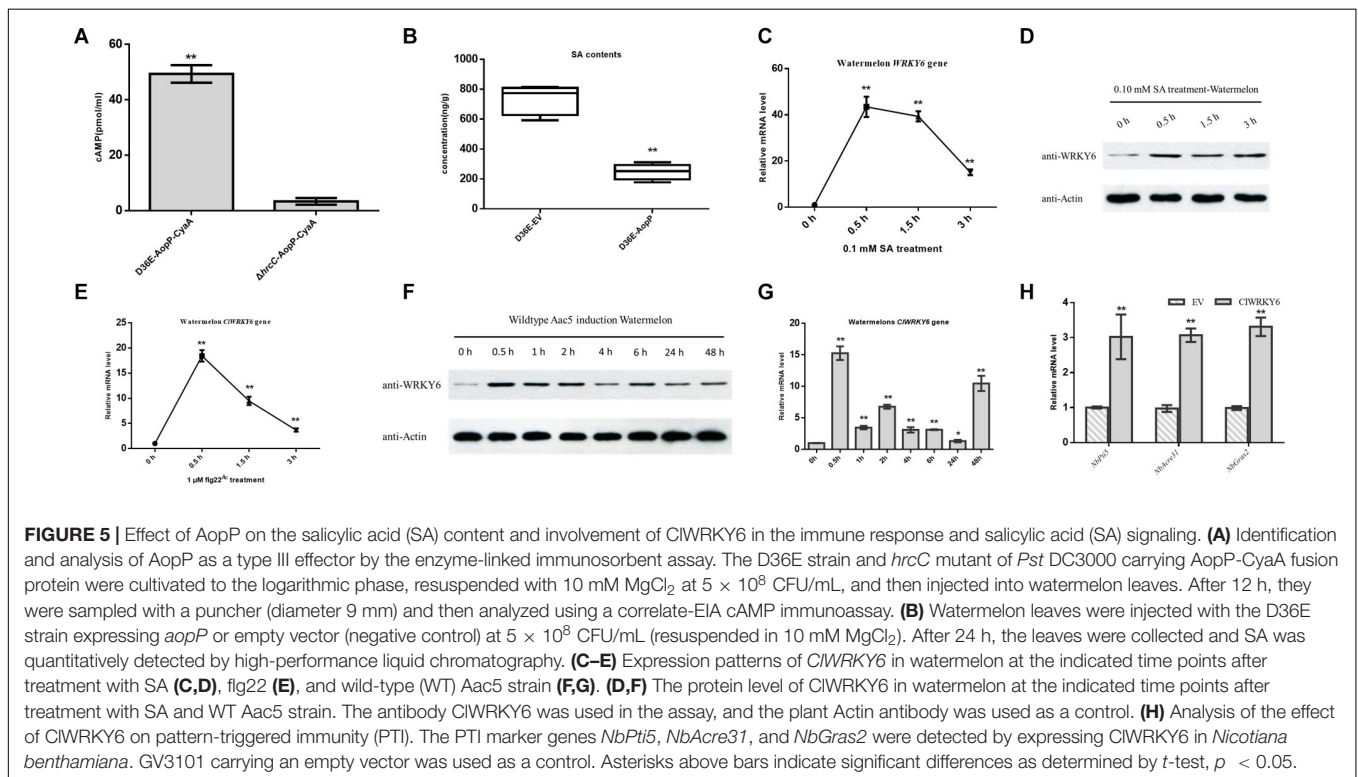 A
60
40
20
0
cAMP(pmol/ml)
**
D36E-AopP-CyaA
ΔhrcC-AopP-CyaA
B
SA contents
1000
800
600
400
200
0
concentration(ng/g)
**
D36E-EV
D36E-AopP
C
Watermelon WRKY6 gene
60
40
20
0
Relative mRNA level
**
**
**
0 h
0.5 h
1.5 h
3 h
0.1 mM SA treatment
D
0.10 mM SA treatment-Watermelon
0 h 0.5 h 1.5 h 3 h
anti-WRKY6
anti-Actin
E
Watermelon ClWRKY6 gene
25
20
15
10
5
0
Relative mRNA level
**
**
**
0 h
0.5 h
1.5 h
3 h
1 μM flg22Ac treatment
F
Wildtype Aac5 induction Watermelon
0 h 0.5 h 1 h 2 h 4 h 6 h 24 h 48 h
anti-WRKY6
anti-Actin
G
Watermelons ClWRKY6 gene
20
15
10
5
0
Relative mRNA level
**
**
**
**
**
*
**
0h
0.5h
1h
2h
4h
6h
24h
48h
H
EV ClWRKY6
4
3
2
1
0
Relative mRNA level
**
**
**
NbPti5
NbAcre31
NbGras2
FIGURE 5 | Effect of AopP on the salicylic acid (SA) content and involvement of ClWRKY6 in the immune response and salicylic acid (SA) signaling. (A) Identification
and analysis of AopP as a type III effector by the enzyme-linked immunosorbent assay. The D36E strain and hrcC mutant of Pst DC3000 carrying AopP-CyaA fusion
protein were cultivated to the logarithmic phase, resuspended with 10 mM MgCl2 at 5 × 10⁸ CFU/mL, and then injected into watermelon leaves. After 12 h, they
were sampled with a puncher (diameter 9 mm) and then analyzed using a correlate-EIA cAMP immunoassay. (B) Watermelon leaves were injected with the D36E
strain expressing aopP or empty vector (negative control) at 5 × 10⁸ CFU/mL (resuspended in 10 mM MgCl2). After 24 h, the leaves were collected and SA was
quantitatively detected by high-performance liquid chromatography. (C–E) Expression patterns of ClWRKY6 in watermelon at the indicated time points after
treatment with SA (C,D), flg22 (E), and wild-type (WT) Aac5 strain (F,G). (D,F) The protein level of ClWRKY6 in watermelon at the indicated time points after
treatment with SA and WT Aac5 strain. The antibody ClWRKY6 was used in the assay, and the plant Actin antibody was used as a control. (H) Analysis of the effect
of ClWRKY6 on pattern-triggered immunity (PTI). The PTI marker genes NbPti5, NbAcre31, and NbGras2 were detected by expressing ClWRKY6 in Nicotiana
benthamiana. GV3101 carrying an empty vector was used as a control. Asterisks above bars indicate significant differences as determined by t-test, p < 0.05.